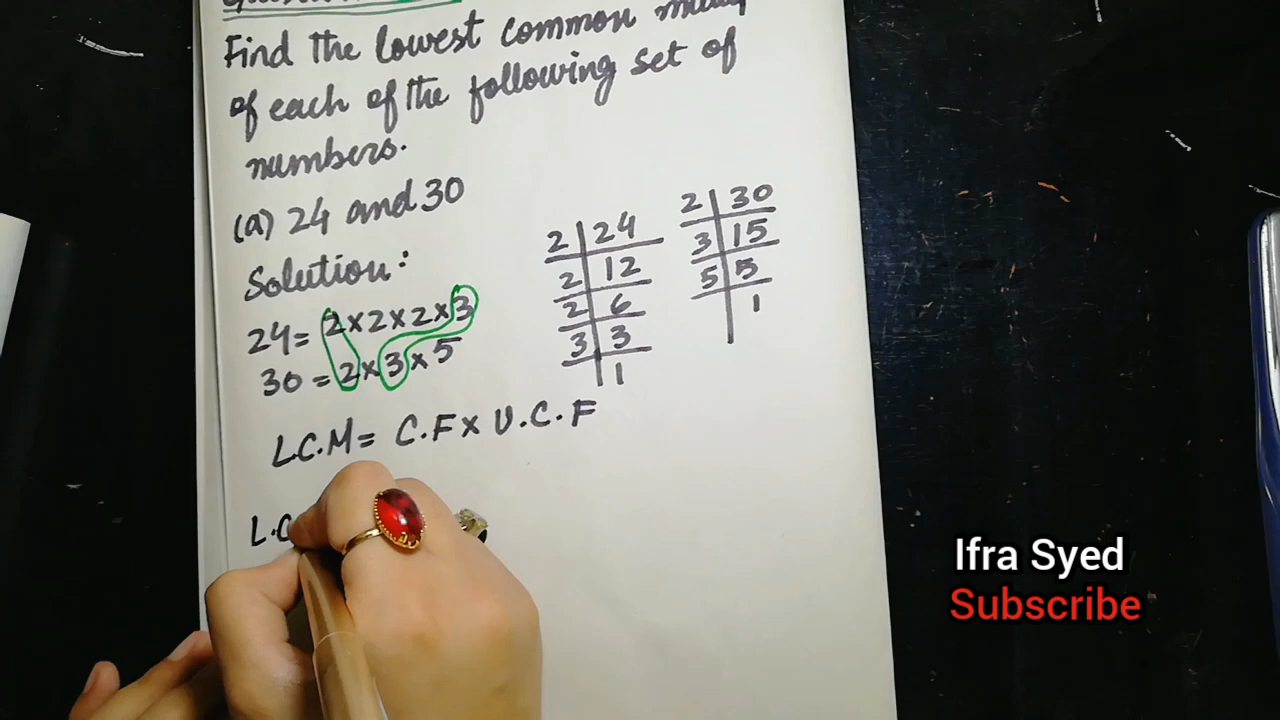 Find the lowest common
of each of the following set of
numbers.
(a) 24 and 30
Solution:
24= 2×2×2×3
30 = 2×3×5
L.C.M= C.F× U.C.F
L.C
2 24
2 12
2 6
3 3
1
2 30
3 15
5 5
1
Ifra Syed
Subscribe